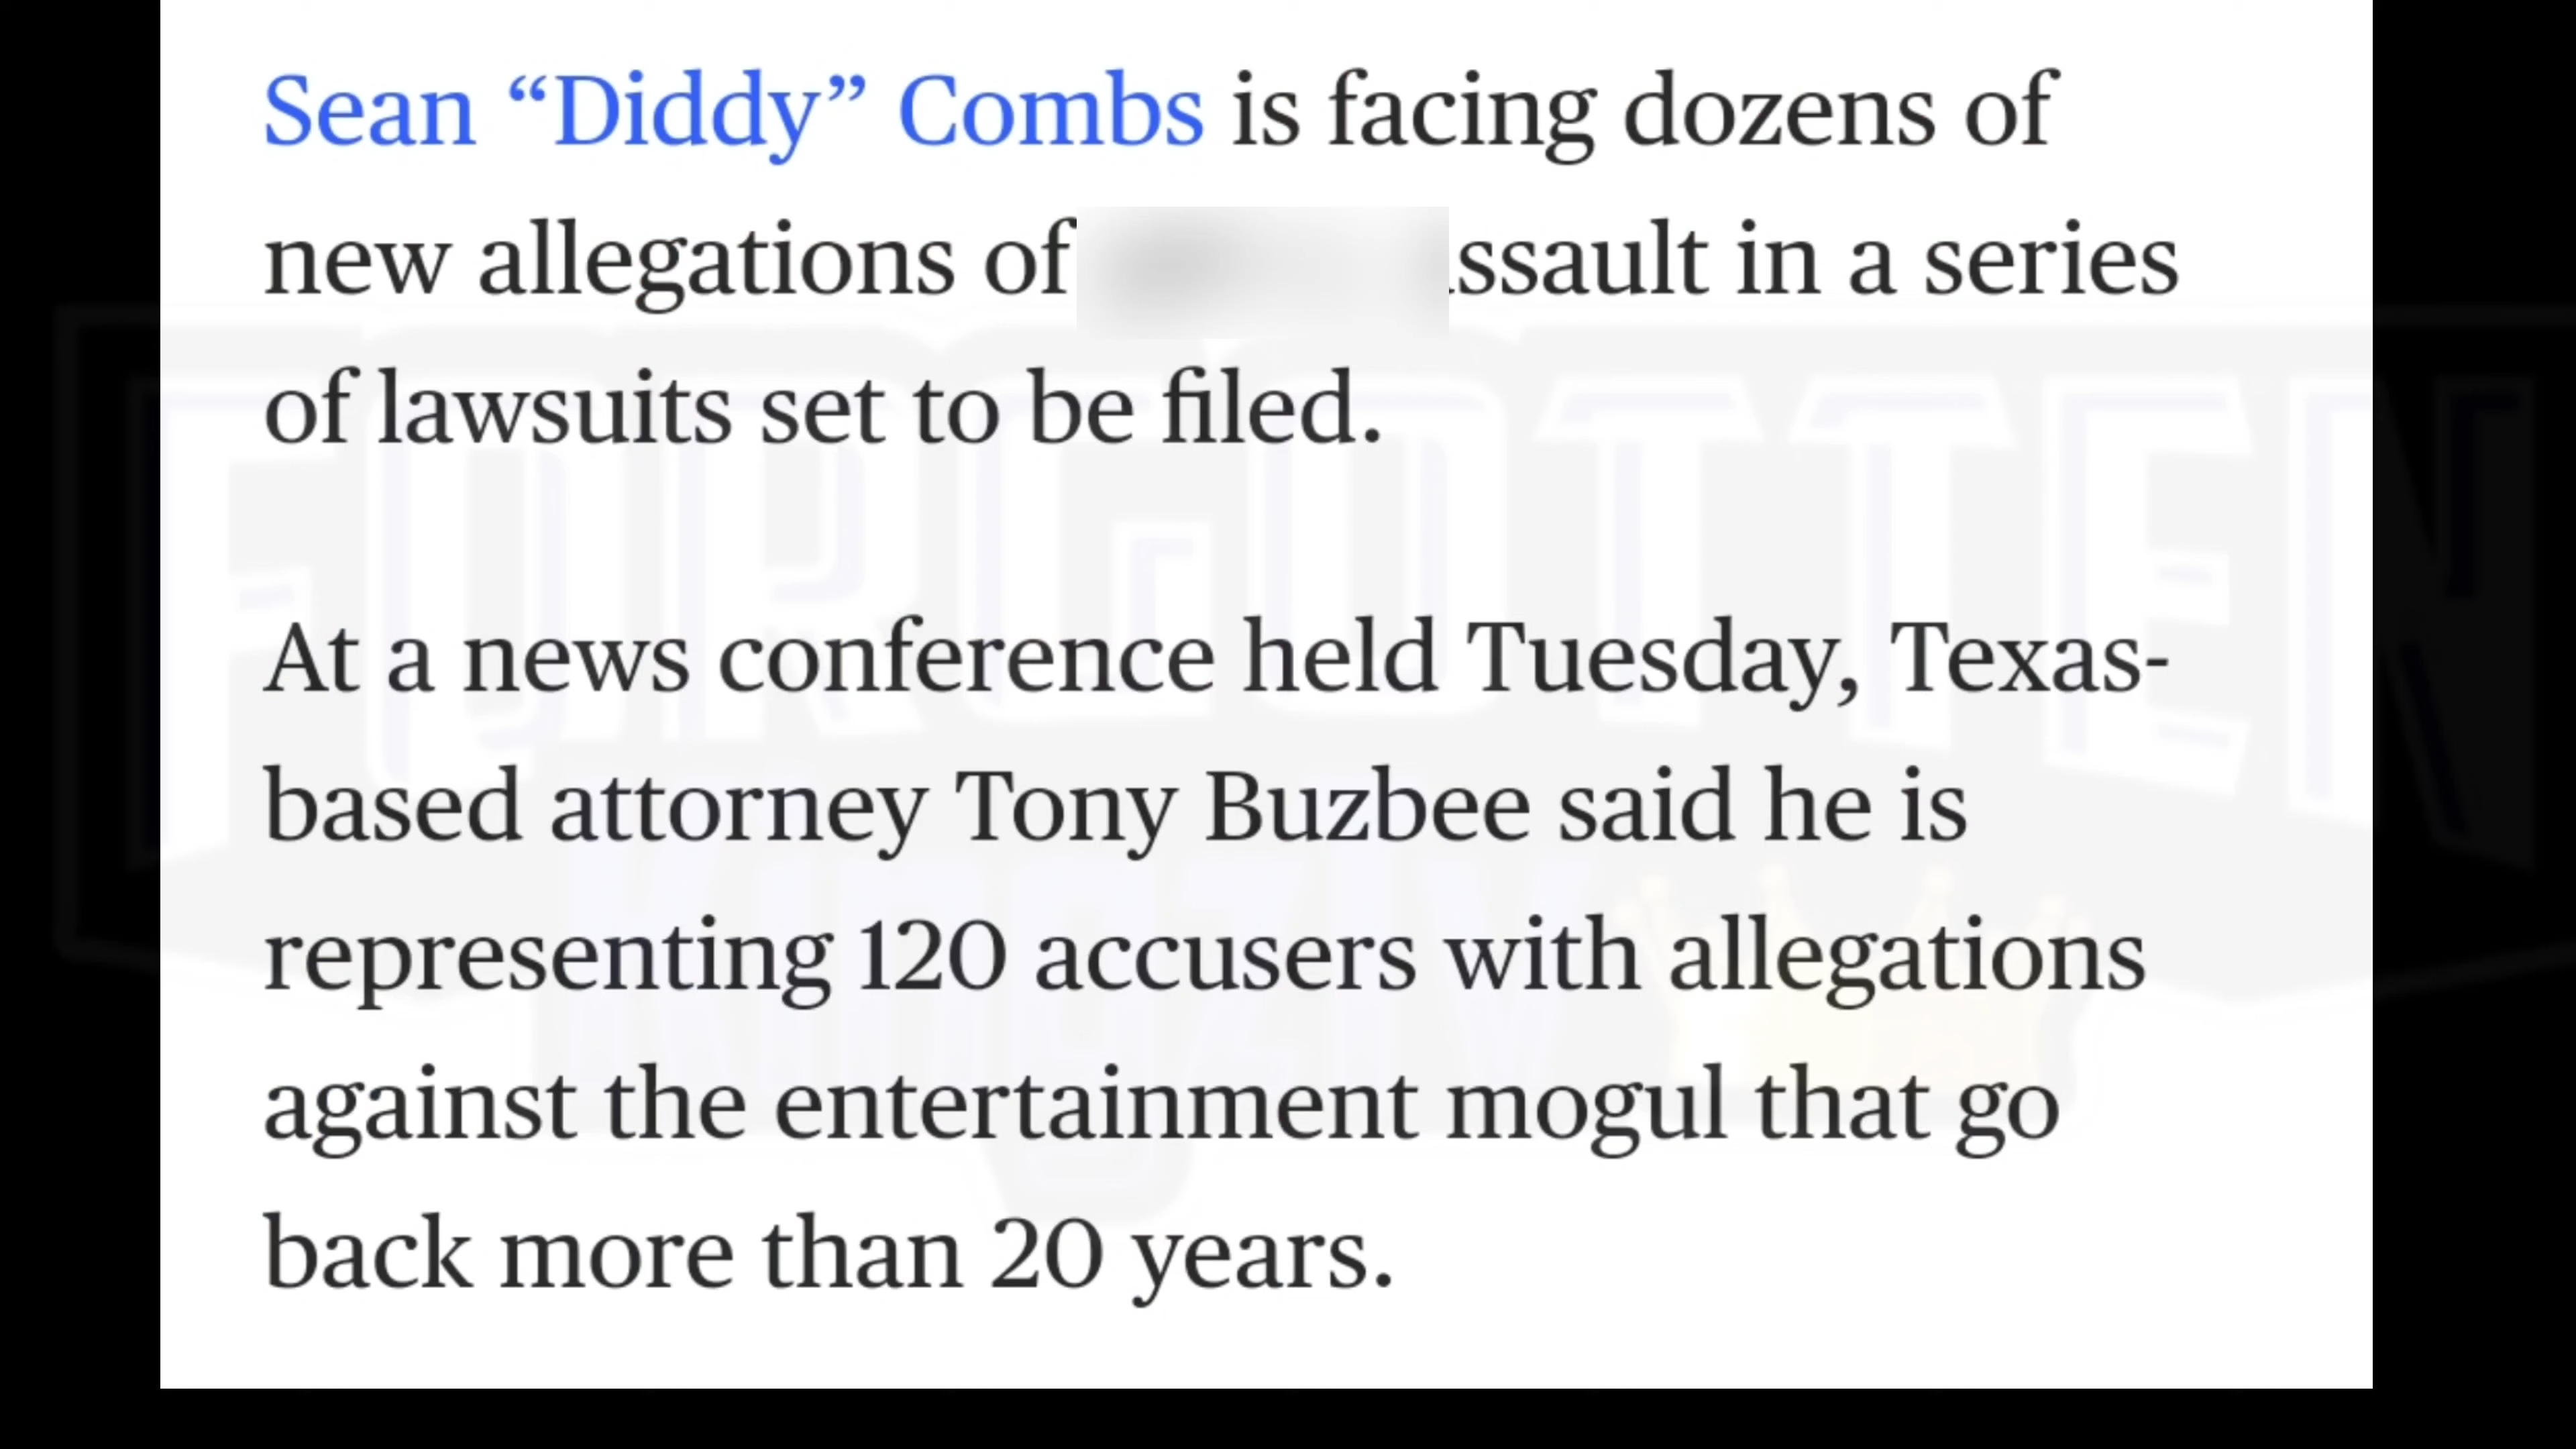 Sean “Diddy” Combs is facing dozens of
new allegations of ssault in a series
of lawsuits set to be filed.
At a news conference held Tuesday, Texas-
based attorney Tony Buzbee said he is
representing 120 accusers with allegations
against the entertainment mogul that go
back more than 20 years.
FORGOTTEN
KingzTV